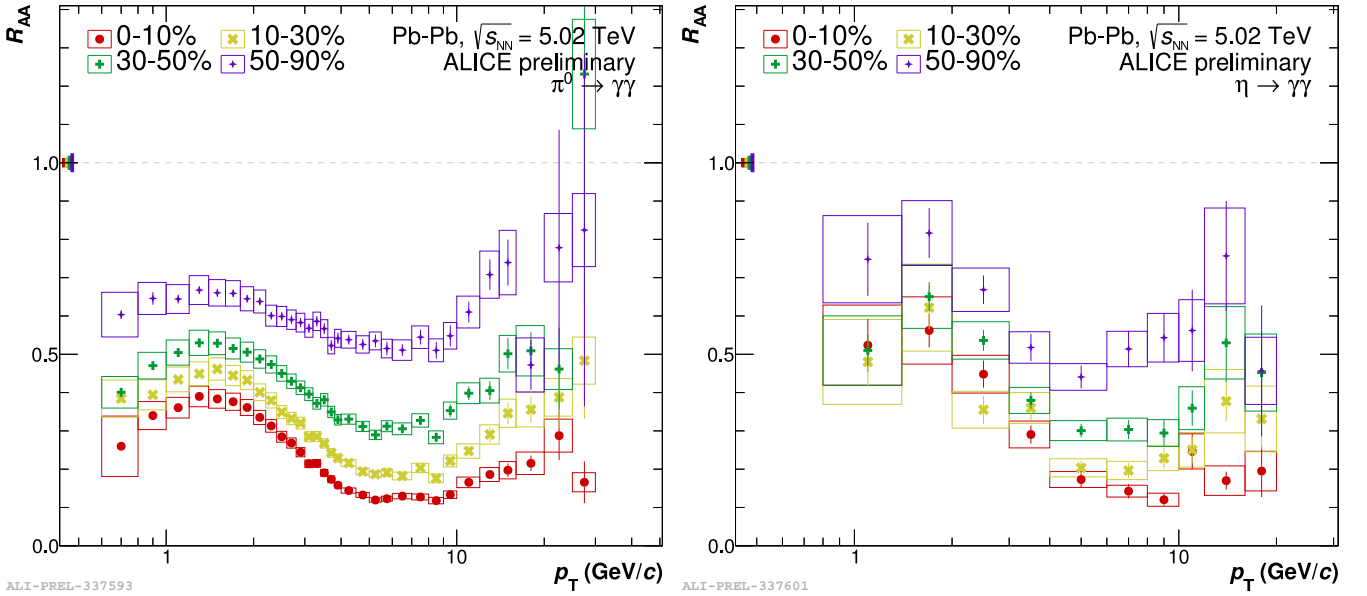 R_AA
0-10% 10-30%
30-50% 50-90%
Pb-Pb, √s_NN = 5.02 TeV
ALICE preliminary
π⁰ → γγ
1.0
0.5
0.0
1 10
p_T (GeV/c)
ALI-PREL-337593
R_AA
0-10% 10-30%
30-50% 50-90%
Pb-Pb, √s_NN = 5.02 TeV
ALICE preliminary
η → γγ
1.0
0.5
0.0
1 10
p_T (GeV/c)
ALI-PREL-337601